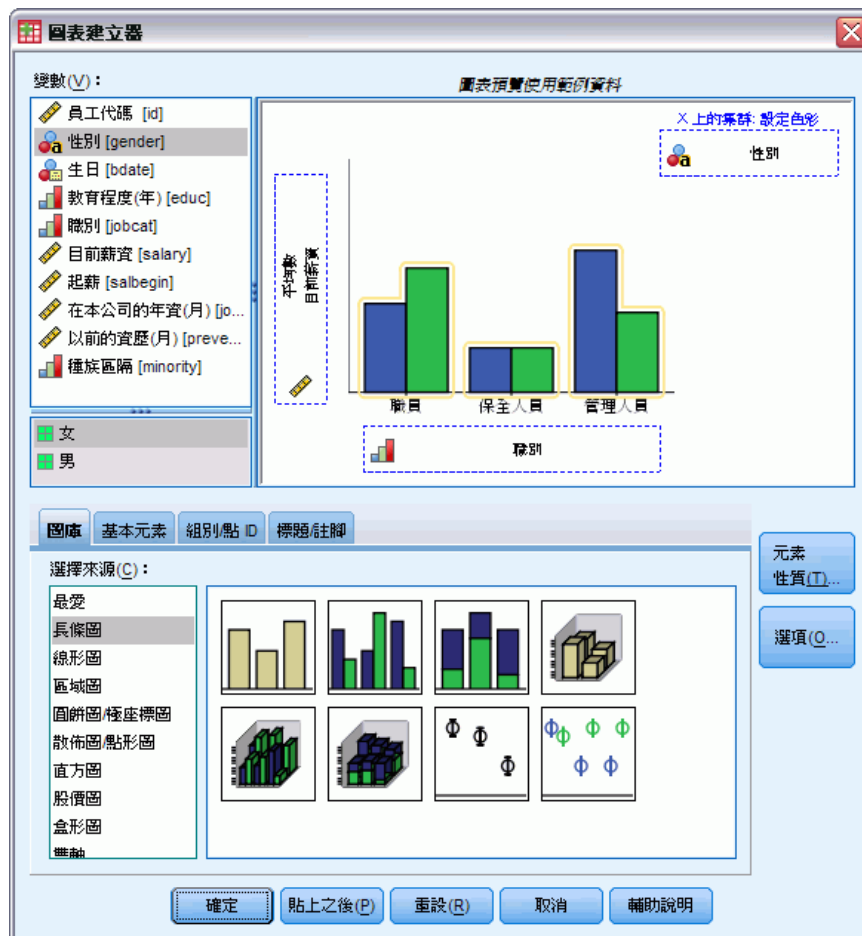 圖表建立器
變數(V)：
員工代碼 [id]
性別 [gender]
生日 [bdate]
教育程度(年) [educ]
職別 [jobcat]
目前薪資 [salary]
起薪 [salbegin]
在本公司的年資(月) [jo...
以前的資歷(月) [preve...
種族區隔 [minority]
女
男
圖表預覽使用範例資料
X 上的集群: 設定色彩
性別
平均數
目前薪資
職員
保全人員
管理人員
職別
圖庫
基本元素
組別/點 ID
標題/註腳
選擇來源(C)：
最愛
長條圖
線形圖
區域圖
圓餅圖/極座標圖
散佈圖/點形圖
直方圖
股價圖
盒形圖
雙軸
元素
性質(T)...
選項(O...
確定
貼上之後(P)
重設(R)
取消
輔助說明